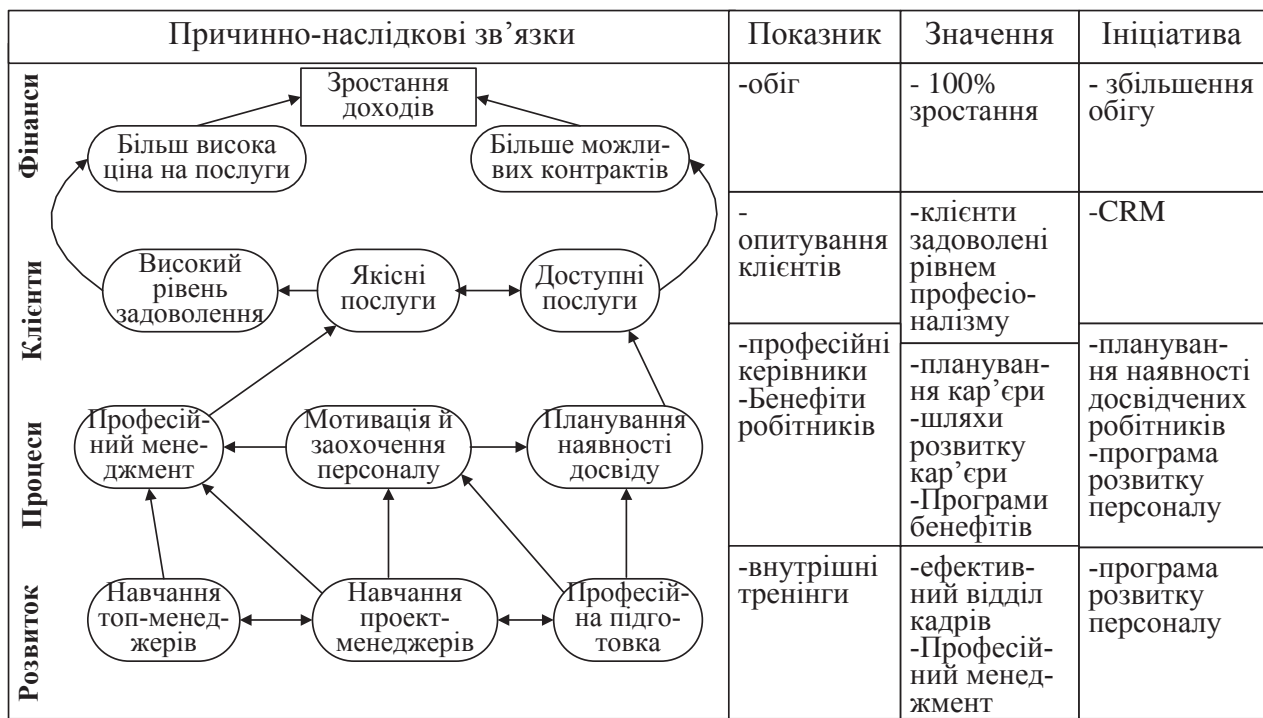 Причинно-наслідкові зв’язки
Показник
Значення
Ініціатива
Фінанси
Зростання
доходів
Більш висока
ціна на послуги
Більше можли-
вих контрактів
-обіг
- 100%
зростання
- збільшення
обігу
Клієнти
Високий
рівень
задоволення
Якісні
послуги
Доступні
послуги
-
опитування
клієнтів
-клієнти
задоволені
рівнем
професіо-
налізму
-CRM
Процеси
Професій-
ний мене-
джмент
Мотивація й
заохочення
персоналу
Планування
наявності
досвіду
-професійні
керівники
-Бенефіти
робітників
-плануван-
ня кар’єри
-шляхи
розвитку
кар’єри
-Програми
бенефітів
-плануван-
ня наявності
досвідчених
робітників
-програма
розвитку
персоналу
Розвиток
Навчання
топ-менед-
жерів
Навчання
проект-
менеджерів
Професій-
на підго-
товка
-внутрішні
тренінги
-ефектив-
ний відділ
кадрів
-Професій-
ний менед-
жмент
-програма
розвитку
персоналу